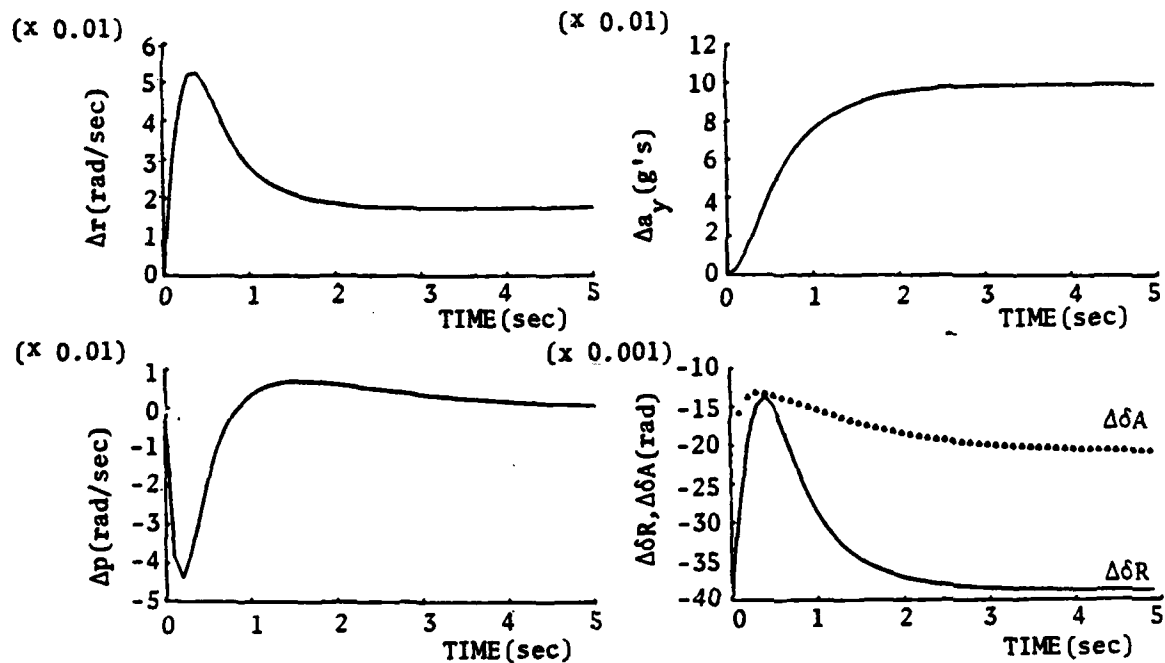 (x 0.01)
Δr(rad/sec)
6
5
4
3
2
1
0
0 1 2 3 4 5
TIME(sec)
(x 0.01)
Δa_y(g's)
12
10
8
6
4
2
0
0 1 2 3 4 5
TIME(sec)
(x 0.01)
Δp(rad/sec)
1
0
-1
-2
-3
-4
-5
0 1 2 3 4 5
TIME(sec)
(x 0.001)
ΔδR,ΔδA(rad)
-10
-15
-20
-25
-30
-35
-40
ΔδA
ΔδR
0 1 2 3 4 5
TIME(sec)